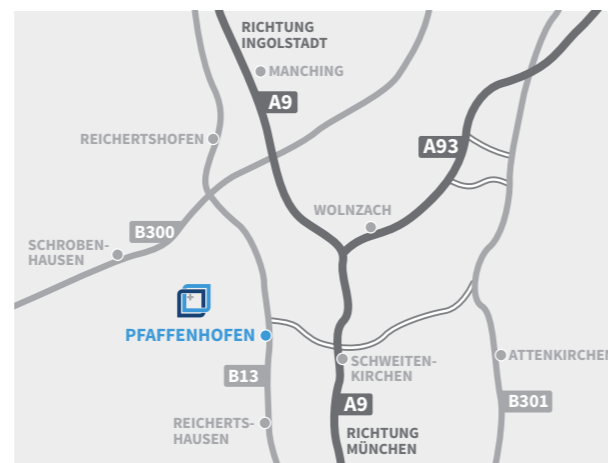 RICHTUNG
INGOLSTADT
MANCHING
A9
REICHERTSHOFEN
A93
WOLNZACH
B300
SCHROBEN-
HAUSEN
PFAFFENHOFEN
SCHWEITEN-
KIRCHEN
ATTENKIRCHEN
B13
A9
B301
REICHERTS-
HAUSEN
RICHTUNG
MÜNCHEN